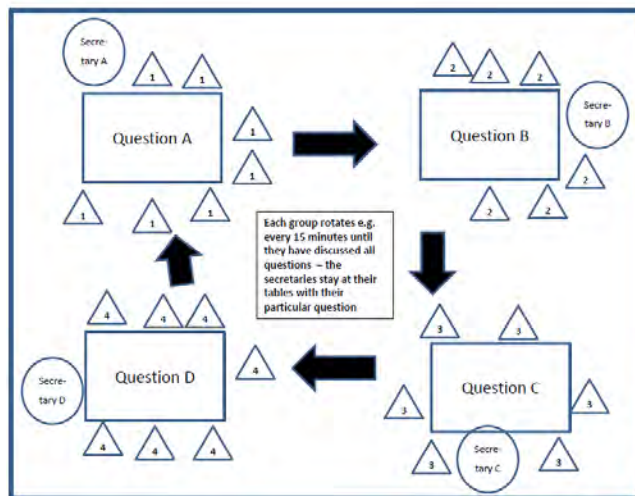 Secre-
tary A
1
1
Question A
1
1
1
1
1
2
2
2
Question B
Secre-
tary B
2
2
2
Each group rotates e.g.
every 15 minutes until
they have discussed all
questions – the
secretaries stay at their
tables with their
particular question
4
4
4
Question D
4
Secre-
tary D
4
4
4
3
3
Question C
3
3
3
3
Secre-
tary C